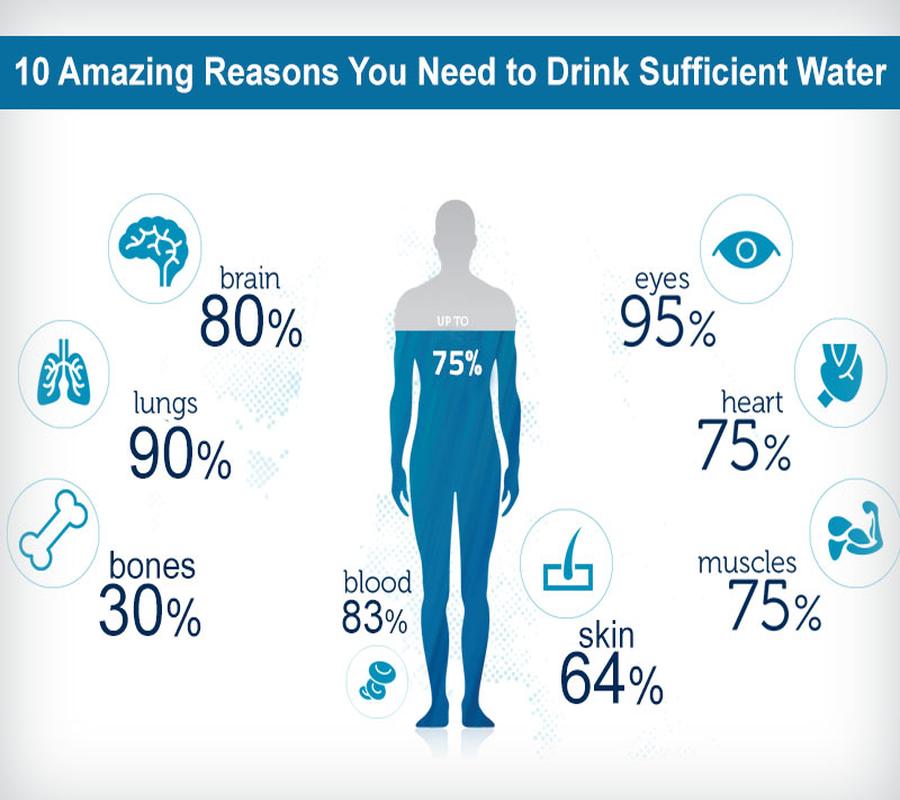 10 Amazing Reasons You Need to Drink Sufficient Water
brain
80%
eyes
95%
UP TO
75%
lungs
90%
heart
75%
bones
30%
blood
83%
skin
64%
muscles
75%